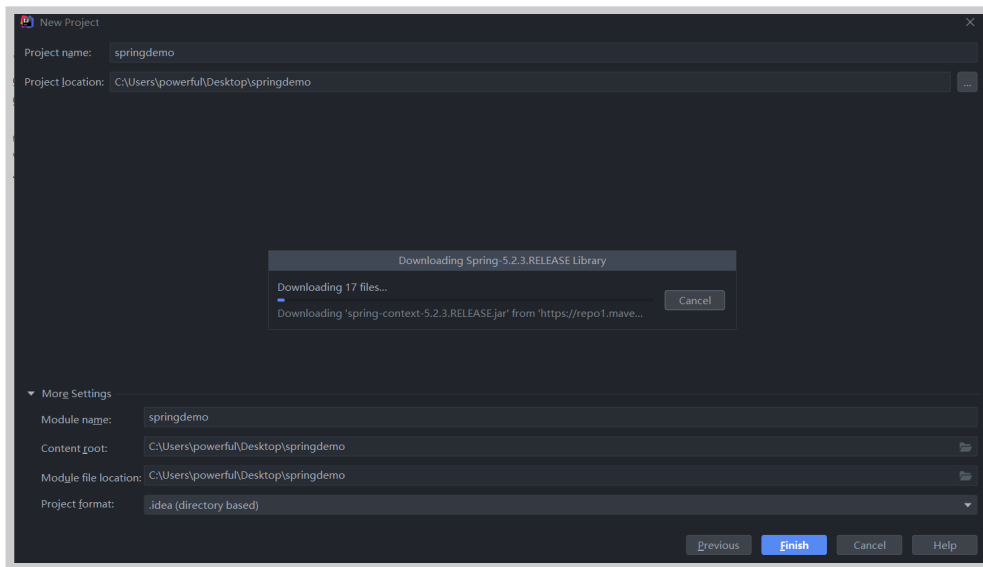 New Project
Project name: springdemo
Project location: C:\Users\powerful\Desktop\springdemo
...
Downloading Spring-5.2.3.RELEASE Library
Downloading 17 files...
Cancel
Downloading 'spring-context-5.2.3.RELEASE.jar' from 'https://repo1.mave...
More Settings
Module name: springdemo
Content root: C:\Users\powerful\Desktop\springdemo
Module file location: C:\Users\powerful\Desktop\springdemo
Project format: .idea (directory based)
Previous Finish Cancel Help